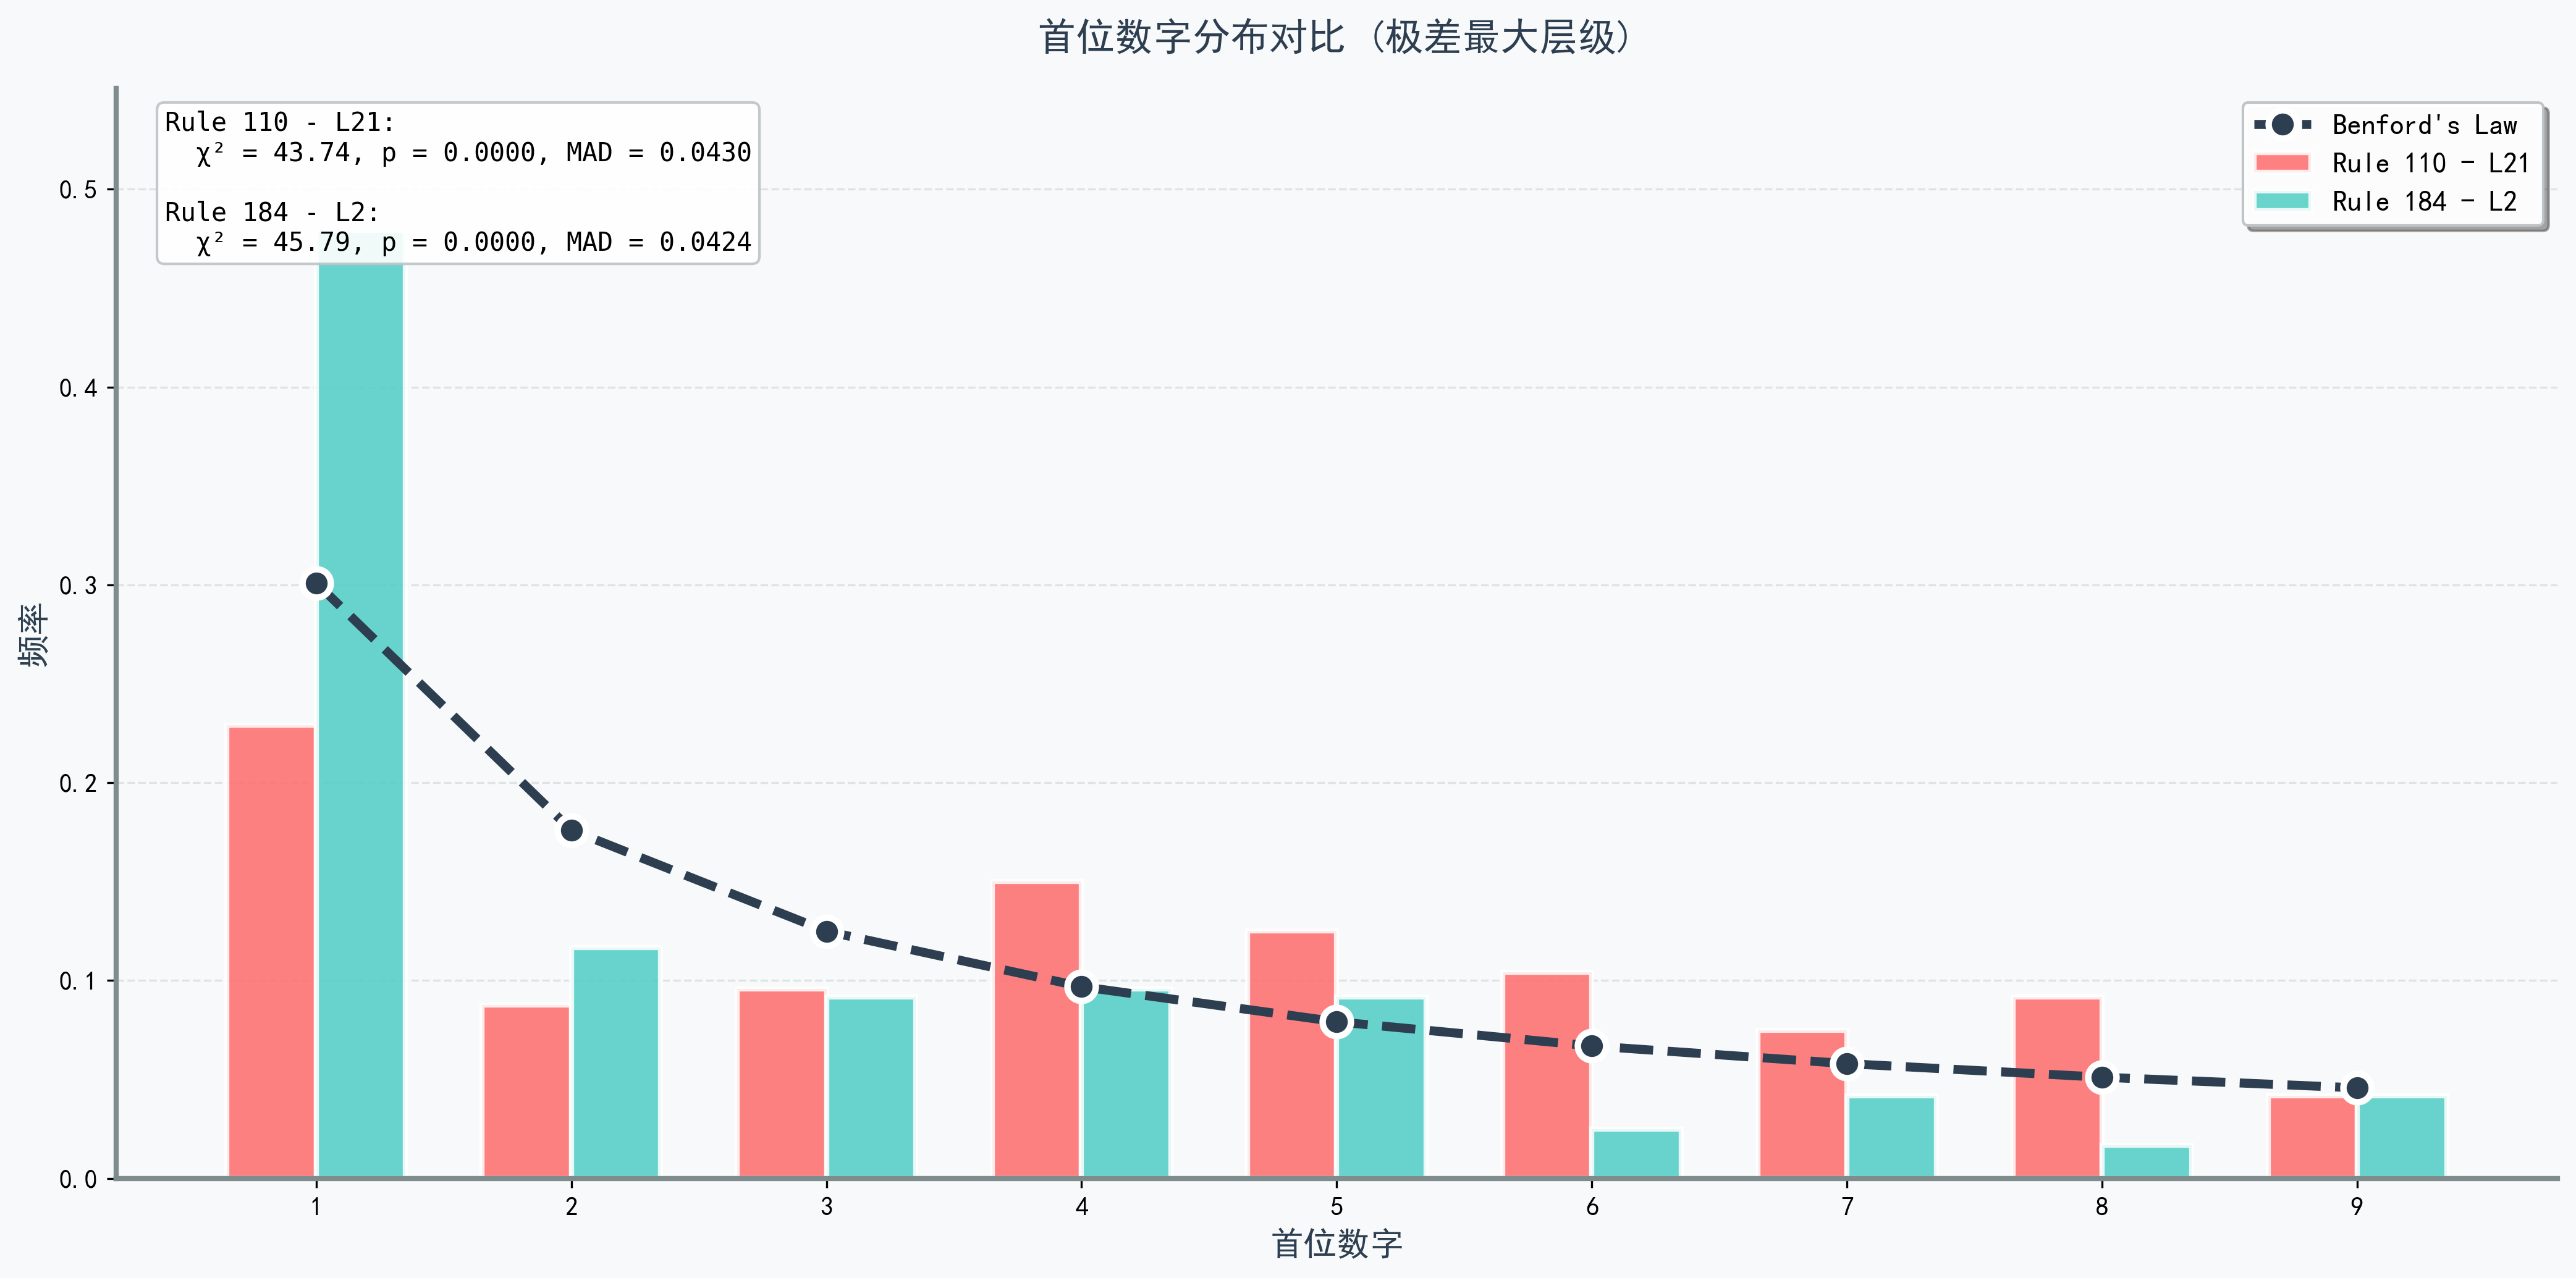 首位数字分布对比 (极差最大层级)
Rule 110 - L21:
χ² = 43.74, p = 0.0000, MAD = 0.0430
Rule 184 - L2:
χ² = 45.79, p = 0.0000, MAD = 0.0424
Benford's Law
Rule 110 - L21
Rule 184 - L2
0.5
0.4
0.3
0.2
0.1
0.0
频率
1 2 3 4 5 6 7 8 9
首位数字